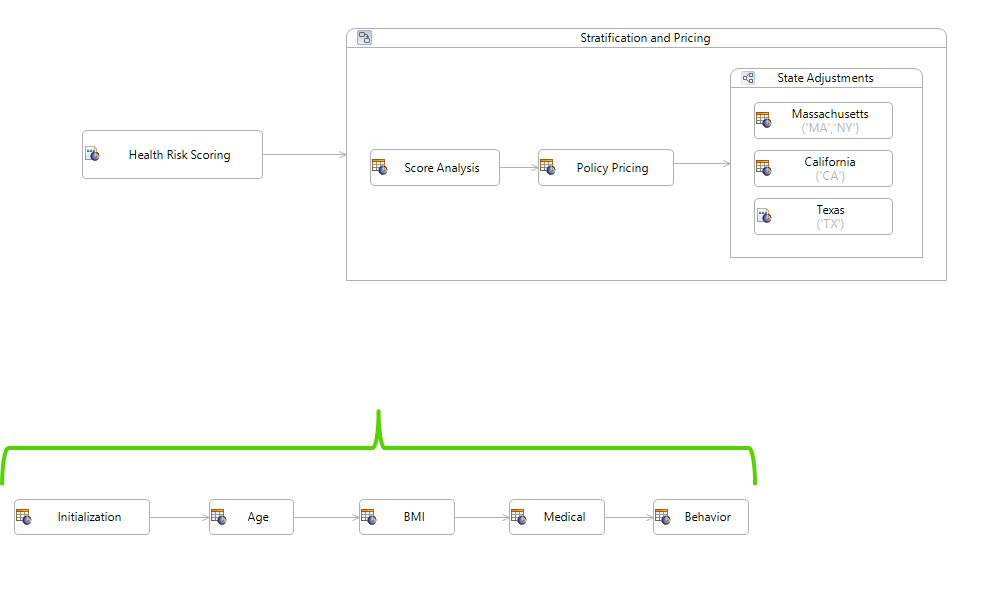 Stratification and Pricing
State Adjustments
Massachusetts
('MA','NY')
Health Risk Scoring
Score Analysis
Policy Pricing
California
('CA')
Texas
('TX')
Initialization
Age
BMI
Medical
Behavior